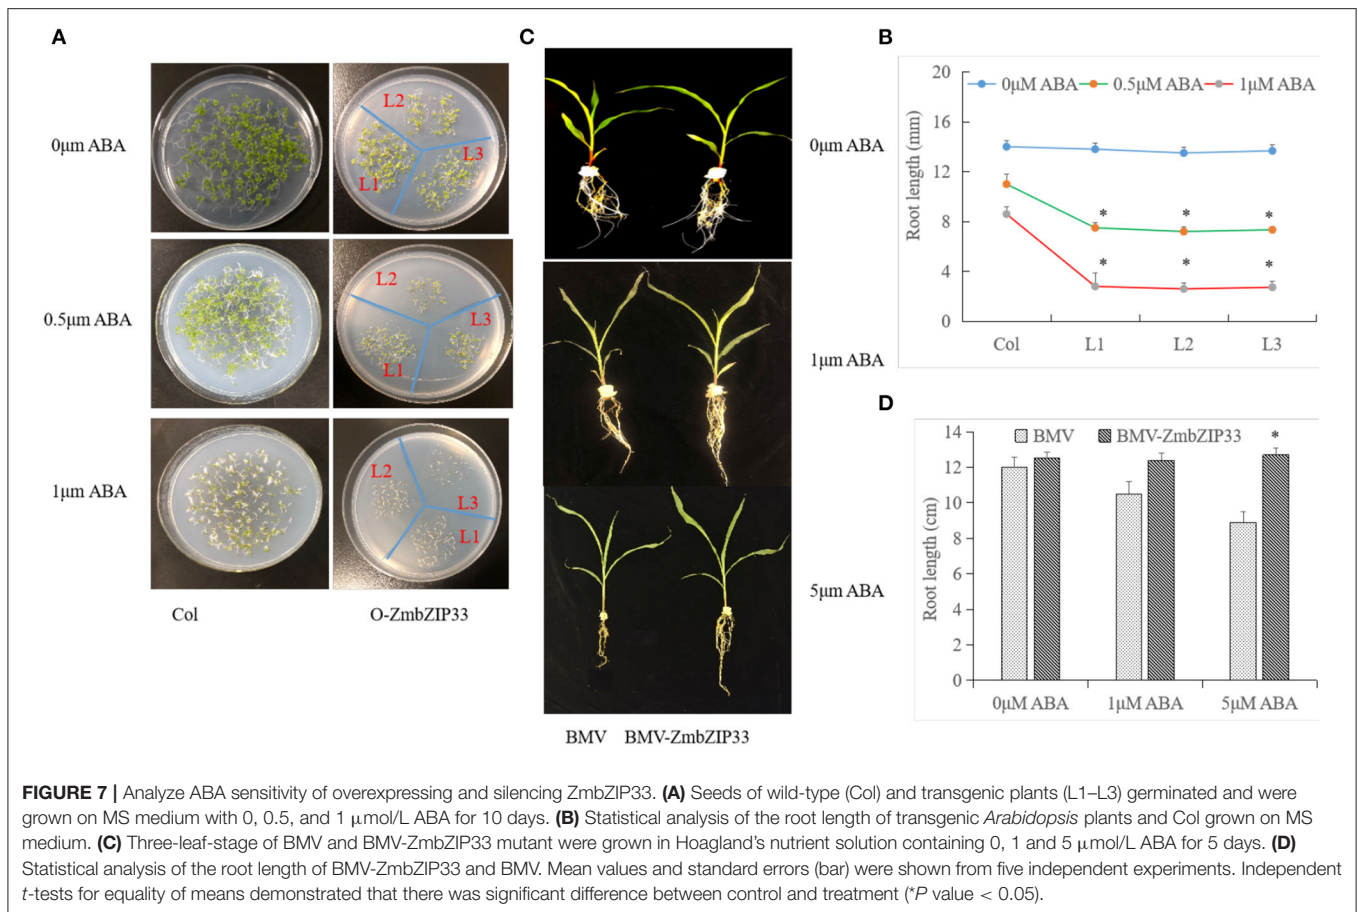 A
0μm ABA
L2
L3
L1
0.5μm ABA
L2
L3
L1
1μm ABA
L2
L3
L1
Col
O-ZmbZIP33
C
0μm ABA
1μm ABA
5μm ABA
BMV
BMV-ZmbZIP33
B
20
16
12
8
4
0
Root length (mm)
0μM ABA
0.5μM ABA
1μM ABA
*
*
*
*
*
*
Col
L1
L2
L3
D
14
12
10
8
6
4
2
0
Root length (cm)
BMV
BMV-ZmbZIP33
*
0μM ABA
1μM ABA
5μM ABA
FIGURE 7 | Analyze ABA sensitivity of overexpressing and silencing ZmbZIP33. (A) Seeds of wild-type (Col) and transgenic plants (L1–L3) germinated and were
grown on MS medium with 0, 0.5, and 1 μmol/L ABA for 10 days. (B) Statistical analysis of the root length of transgenic Arabidopsis plants and Col grown on MS
medium. (C) Three-leaf-stage of BMV and BMV-ZmbZIP33 mutant were grown in Hoagland's nutrient solution containing 0, 1 and 5 μmol/L ABA for 5 days. (D)
Statistical analysis of the root length of BMV-ZmbZIP33 and BMV. Mean values and standard errors (bar) were shown from five independent experiments. Independent
t-tests for equality of means demonstrated that there was significant difference between control and treatment (*P value < 0.05).